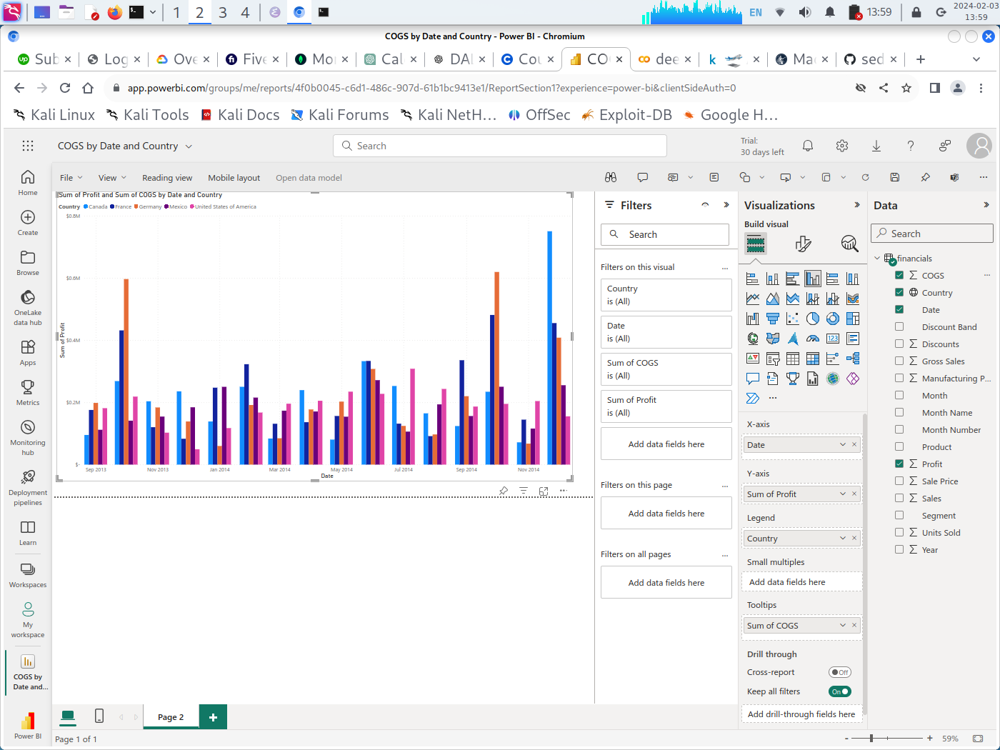 1 2 3 4
EN
13:59
2024-02-03
13:59
COGS by Date and Country - Power BI - Chromium
Sub Log Ove Five Mor Cal DAL Cou CO dee k Mac sed
app.powerbi.com/groups/me/reports/4f0b0045-c6d1-486c-907d-61b1bc9413e1/ReportSection1?experience=power-bi&clientSideAuth=0
Kali Linux Kali Tools Kali Docs Kali Forums Kali NetH... OffSec Exploit-DB Google H...
COGS by Date and Country
Search
Trial:
30 days left
File View Reading view Mobile layout Open data model
Home
Create
Browse
OneLake
data hub
Apps
Metrics
Monitoring
hub
Deployment
pipelines
Learn
Workspaces
My
workspace
COGS by
Date and...
Power BI
Sum of Profit and Sum of COGS by Date and Country
Country Canada France Germany Mexico United States of America
$0.8M
$0.6M
$0.4M
$0.2M
$-
Sum of Profit
Sep 2013 Nov 2013 Jan 2014 Mar 2014 May 2014 Jul 2014 Sep 2014 Nov 2014
Date
Filters
Search
Filters on this visual
Country
is (All)
Date
is (All)
Sum of COGS
is (All)
Sum of Profit
is (All)
Add data fields here
Filters on this page
Add data fields here
Filters on all pages
Add data fields here
Visualizations
Build visual
123
X-axis
Date
Y-axis
Sum of Profit
Legend
Country
Small multiples
Add data fields here
Tooltips
Sum of COGS
Drill through
Cross-report
Off
Keep all filters
On
Add drill-through fields here
Data
Search
financials
COGS
Country
Date
Discount Band
Discounts
Gross Sales
Manufacturing P...
Month
Month Name
Month Number
Product
Profit
Sale Price
Sales
Segment
Units Sold
Year
Page 2
Page 1 of 1
- + 59%